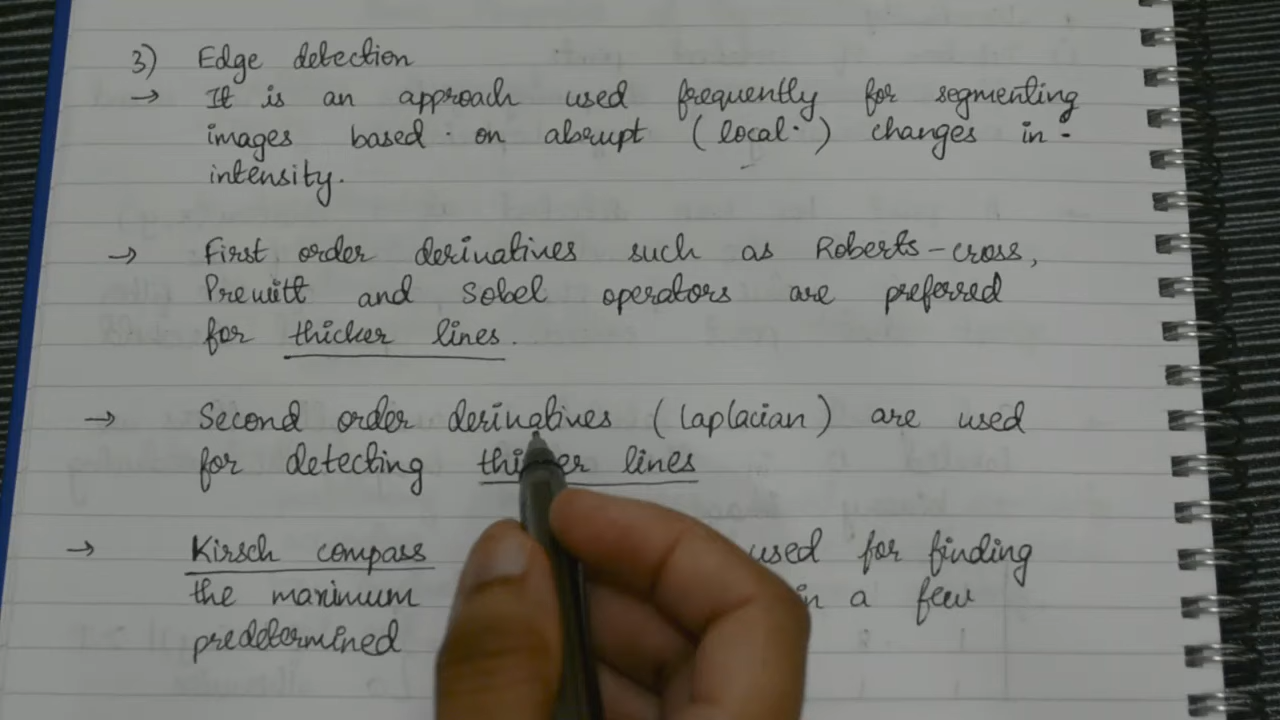 3) Edge detection
→ It is an approach used frequently for segmenting
images based on abrupt (local) changes in
intensity.
→ First order derivatives such as Roberts-cross,
Prewitt and Sobel operators are preferred
for thicker lines.
→ Second order derivatives (Laplacian) are used
for detecting lines
→ Kirsch compass used for finding
the maximum in a few
predetermined